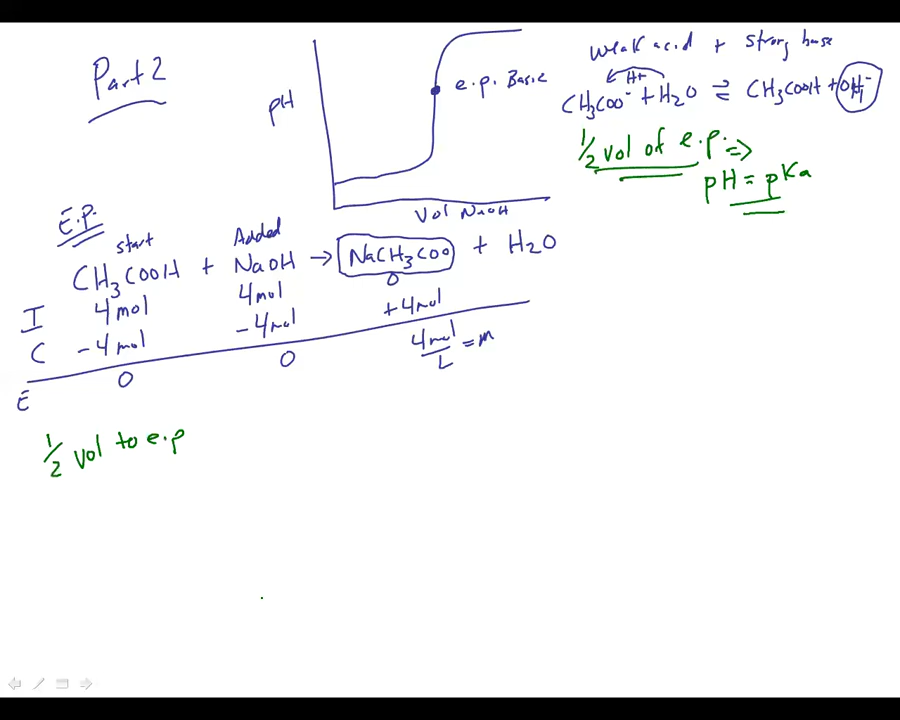 Part 2
pH
e.p. Basic
Vol NaOH
weak acid + strong base
H+
CH₃COO⁻ + H₂O ⇌ CH₃COOH + OH⁻
½ vol of e.p. ⇒
pH = pKa
E.P.
start Added
CH₃COOH + NaOH → NaCH₃COO + H₂O
I 4mol 4mol 0
C -4mol -4mol +4mol
E 0 0 4mol/L = M
½ vol to e.p